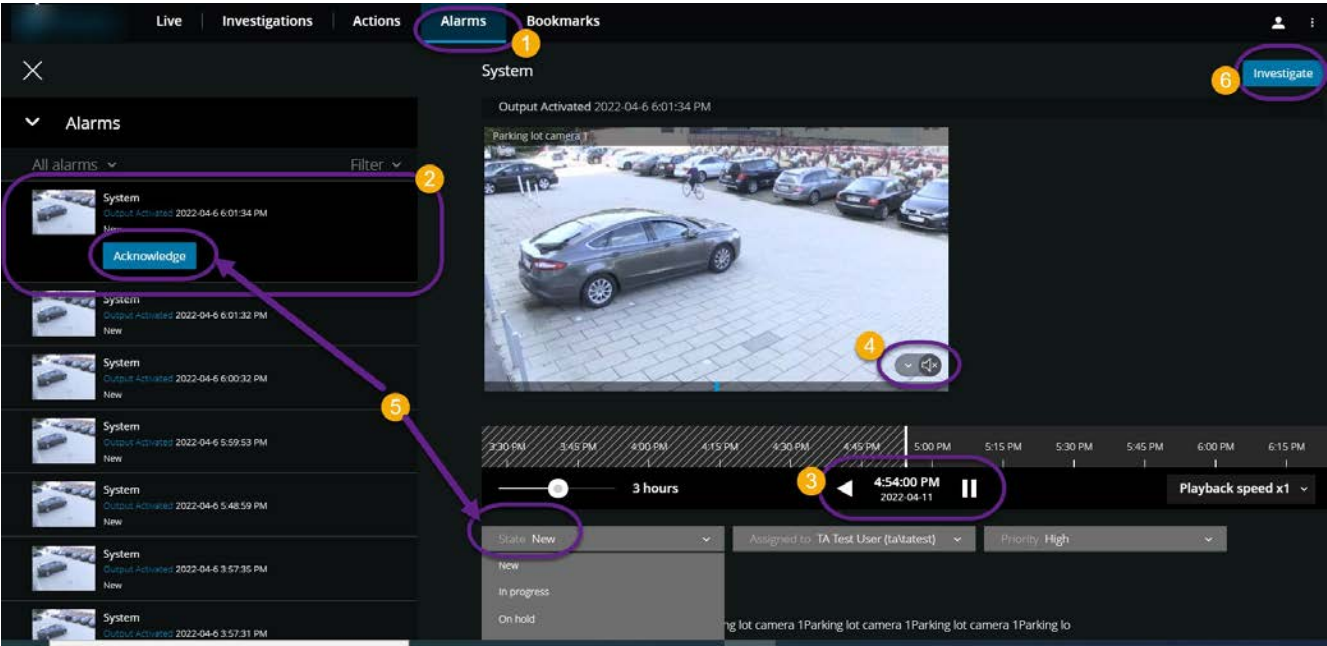 Live Investigations Actions Alarms Bookmarks
1
System
Investigate
6
Output Activated 2022-04-6 6:01:34 PM
Alarms
Parking lot camera 1
All alarms Filter
2
System
Output Activated 2022-04-6 6:01:34 PM
New
Acknowledge
System
Output Activated 2022-04-6 6:01:32 PM
New
4
System
Output Activated 2022-04-6 6:00:32 PM
New
5
System
Output Activated 2022-04-6 5:59:53 PM
New
3:30 PM 3:45 PM 4:00 PM 4:15 PM 4:30 PM 4:45 PM 5:00 PM 5:15 PM 5:30 PM 5:45 PM 6:00 PM 6:15 PM
3 hours
3
4:54:00 PM
2022-04-11
Playback speed x1
System
Output Activated 2022-04-6 5:48:59 PM
New
State New
Assigned to TA Test User (ta\tatest)
Priority High
New
In progress
On hold
System
Output Activated 2022-04-6 3:57:35 PM
New
System
Output Activated 2022-04-6 3:57:31 PM
ng lot camera 1Parking lot camera 1Parking lot camera 1Parking lo